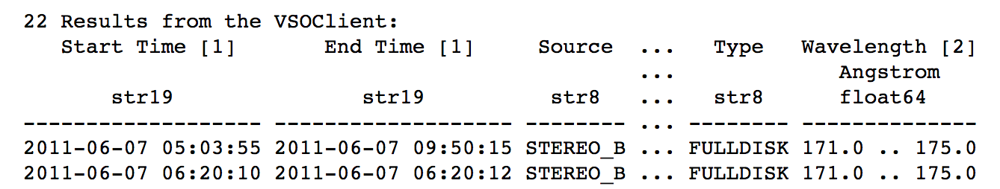 22 Results from the VSOClient:
   Start Time [1]       End Time [1]     Source  ...   Type   Wavelength [2]
                                                 ...             Angstrom
       str19               str19          str8   ...   str8      float64
------------------- ------------------- -------- ... -------- --------------
2011-06-07 05:03:55 2011-06-07 09:50:15 STEREO_B ... FULLDISK 171.0 .. 175.0
2011-06-07 06:20:10 2011-06-07 06:20:12 STEREO_B ... FULLDISK 171.0 .. 175.0